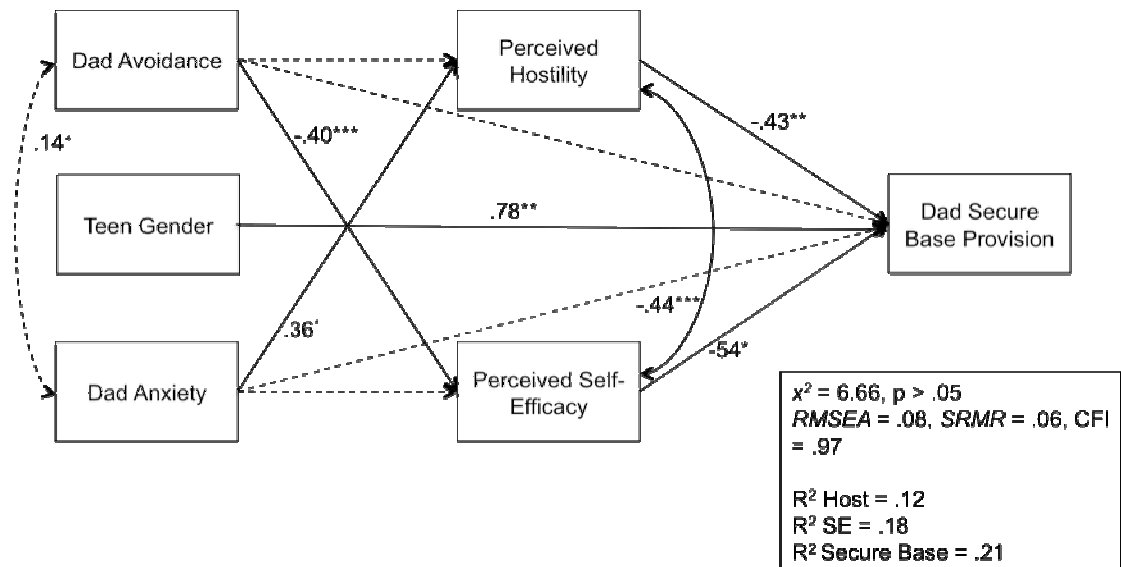 Dad Avoidance
Perceived
Hostility
.14*
-.40***
-.43**
Teen Gender
.78**
Dad Secure
Base Provision
-.44***
.36*
-54*
Dad Anxiety
Perceived Self-
Efficacy
x² = 6.66, p > .05
RMSEA = .08, SRMR = .06, CFI
= .97
R² Host = .12
R² SE = .18
R² Secure Base = .21